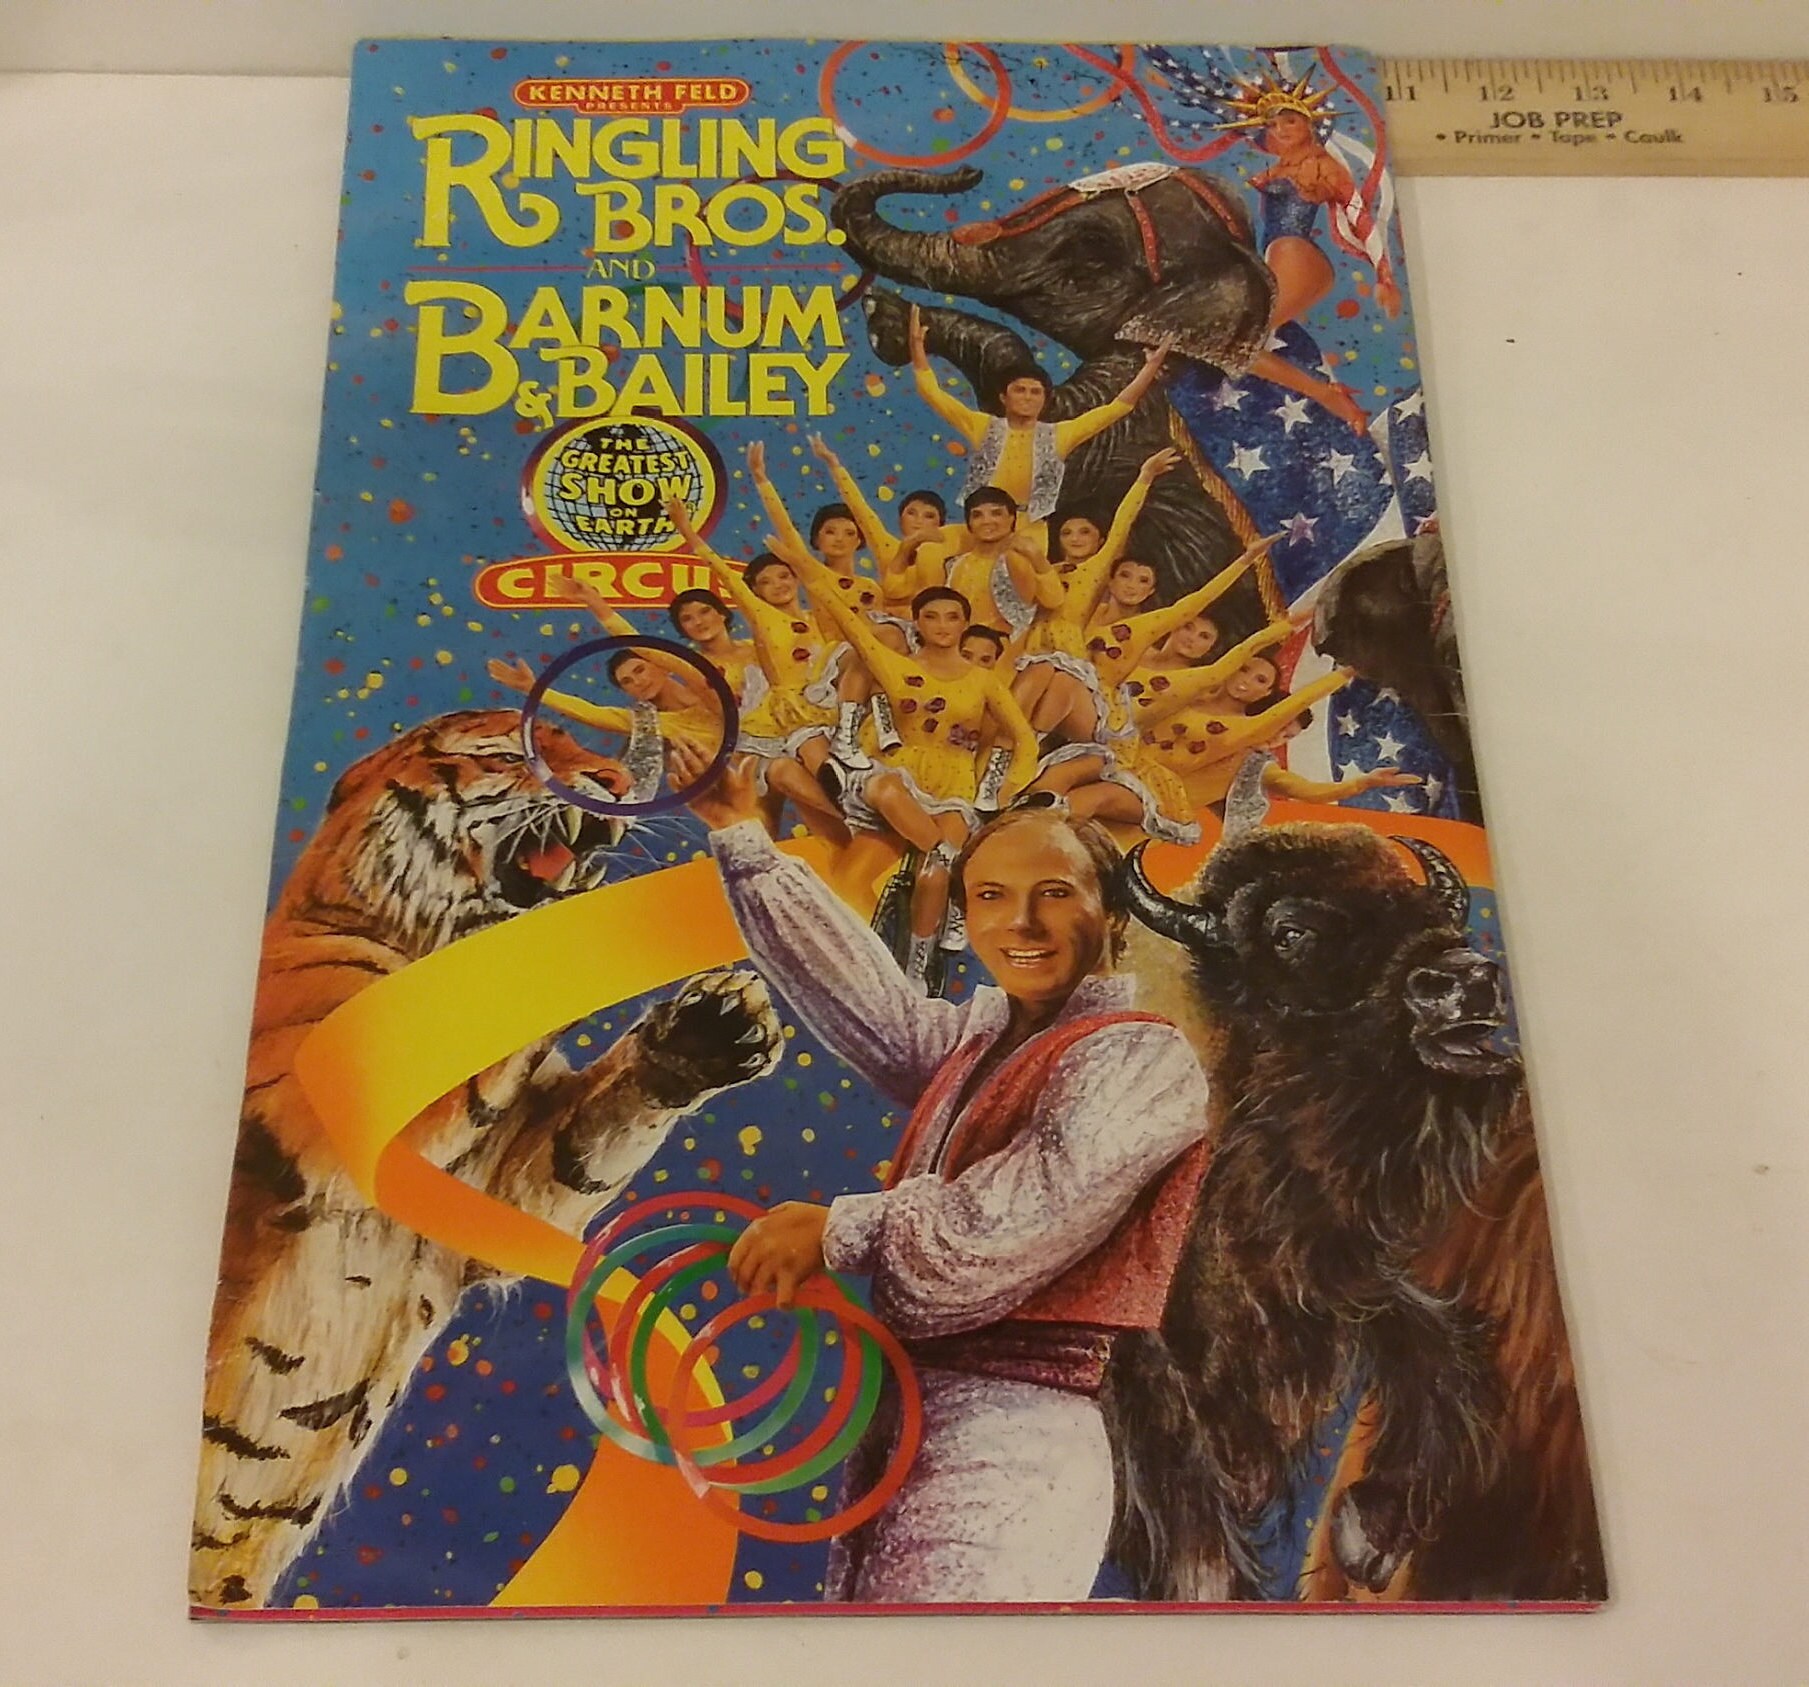 KENNETH FELD
PRESENTS
RINGLING
BROS.
AND
BARNUM
& BAILEY
THE
GREATEST
SHOW
ON
EARTH
CIRCUS
11 12 13 14 15
JOB PREP
• Primer • Tape • Caulk